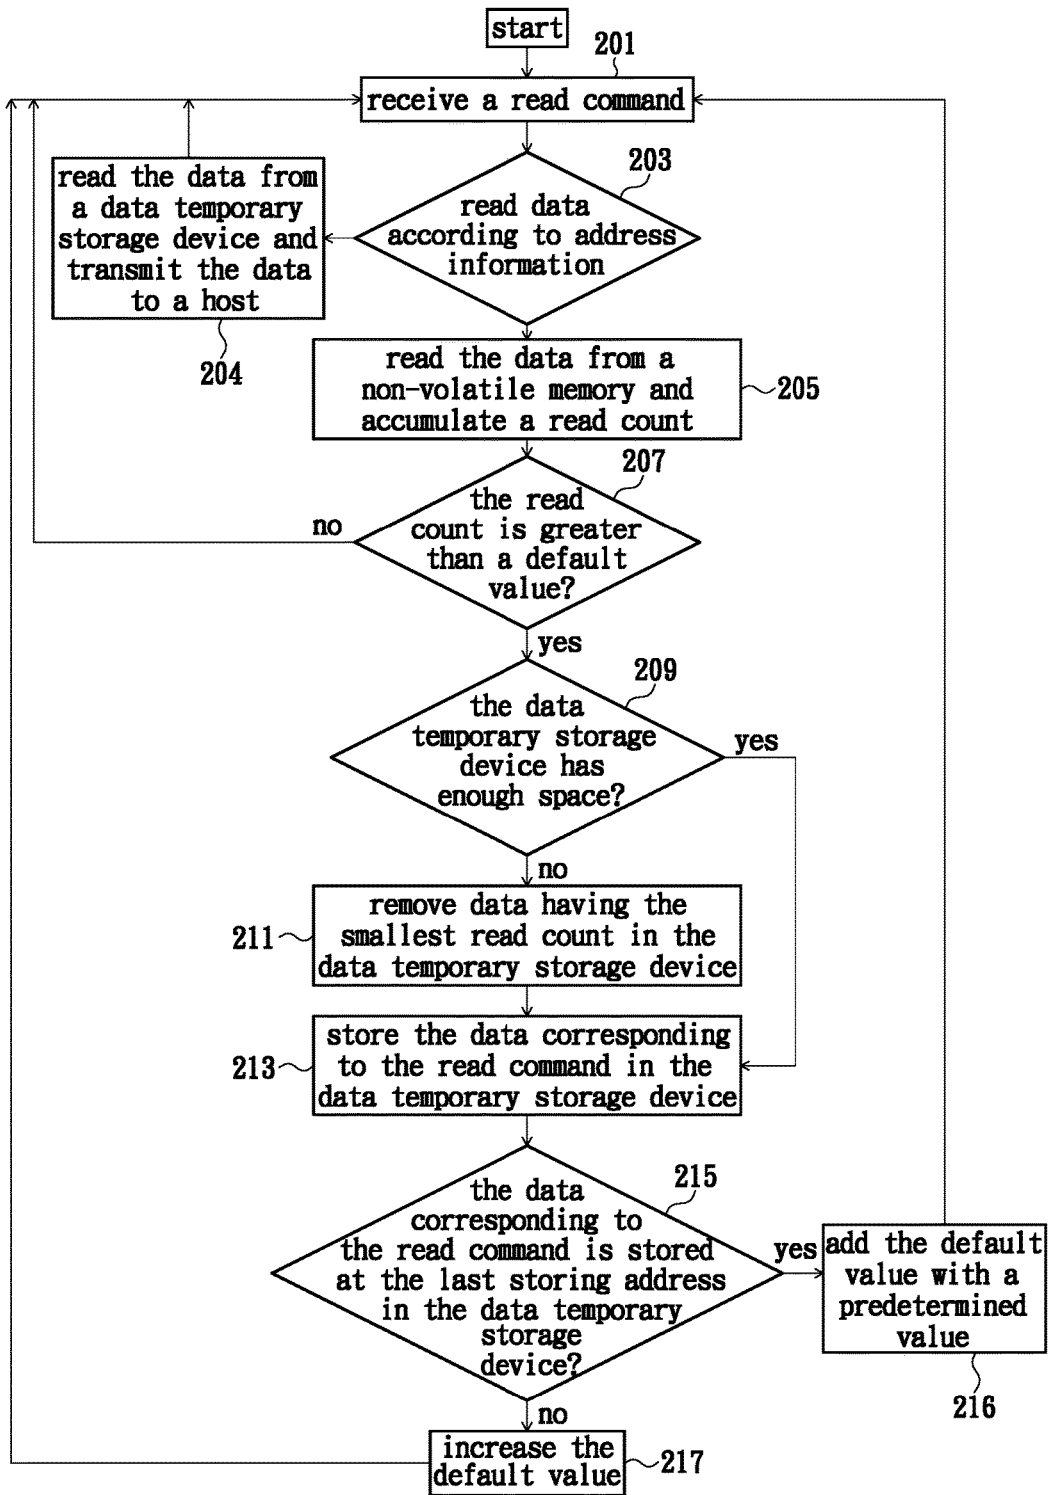 start
201
receive a read command
203
read data
according to address
information
read the data from
a data temporary
storage device and
transmit the data
to a host
204
read the data from a
non-volatile memory and
accumulate a read count
205
207
the read
count is greater
than a default
value?
no
yes
209
the data
temporary storage
device has
enough space?
yes
no
remove data having the
smallest read count in the
data temporary storage device
211
store the data corresponding
to the read command in the
data temporary storage device
213
215
the data
corresponding to
the read command is stored
at the last storing address
in the data temporary
storage
device?
yes
add the default
value with a
predetermined
value
216
no
increase the
default value
217